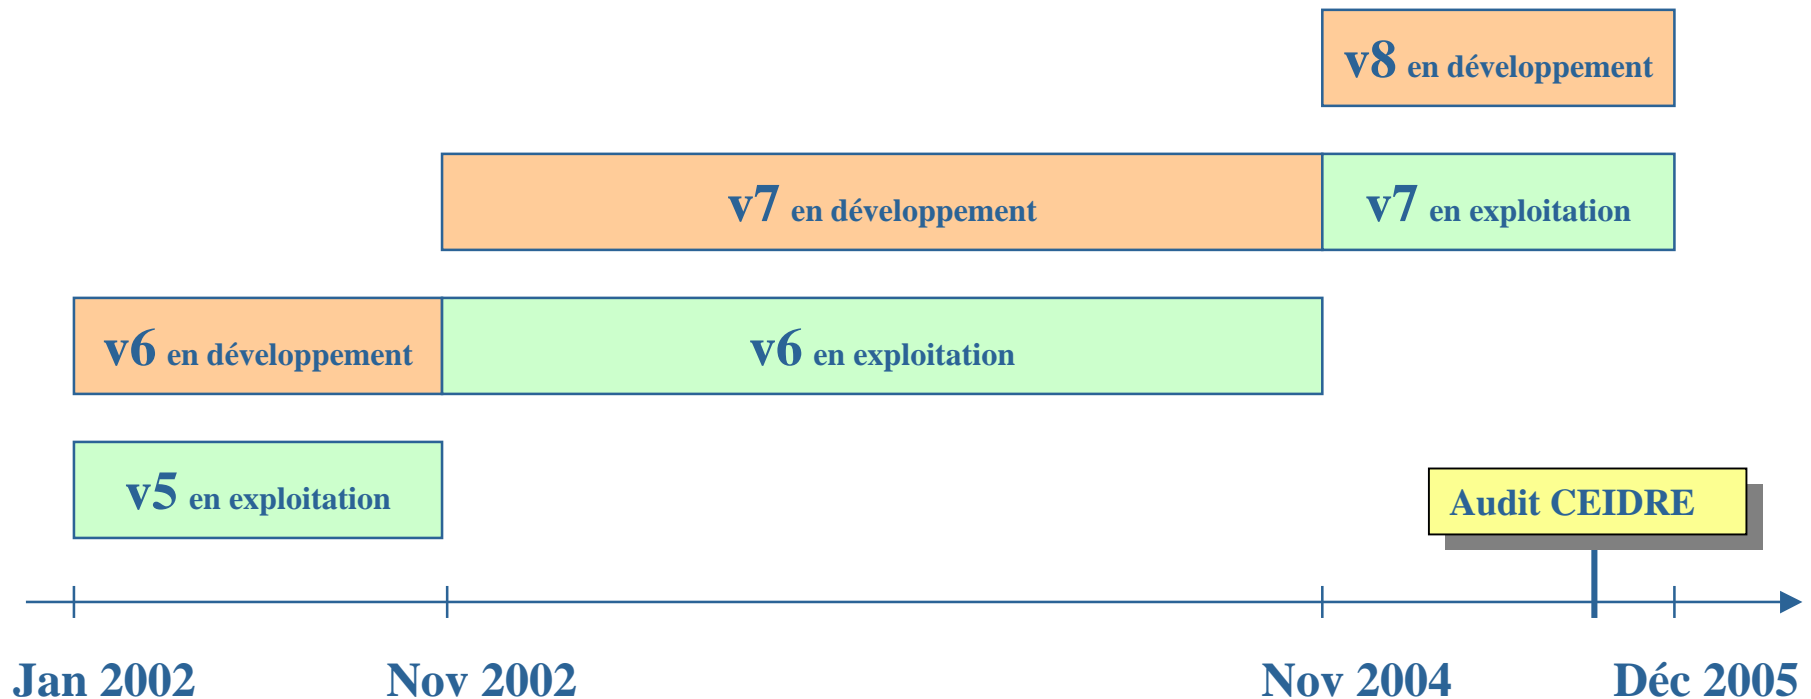 v8 en développement
v7 en développement
v7 en exploitation
v6 en développement
v6 en exploitation
v5 en exploitation
Audit CEIDRE
Jan 2002
Nov 2002
Nov 2004
Déc 2005